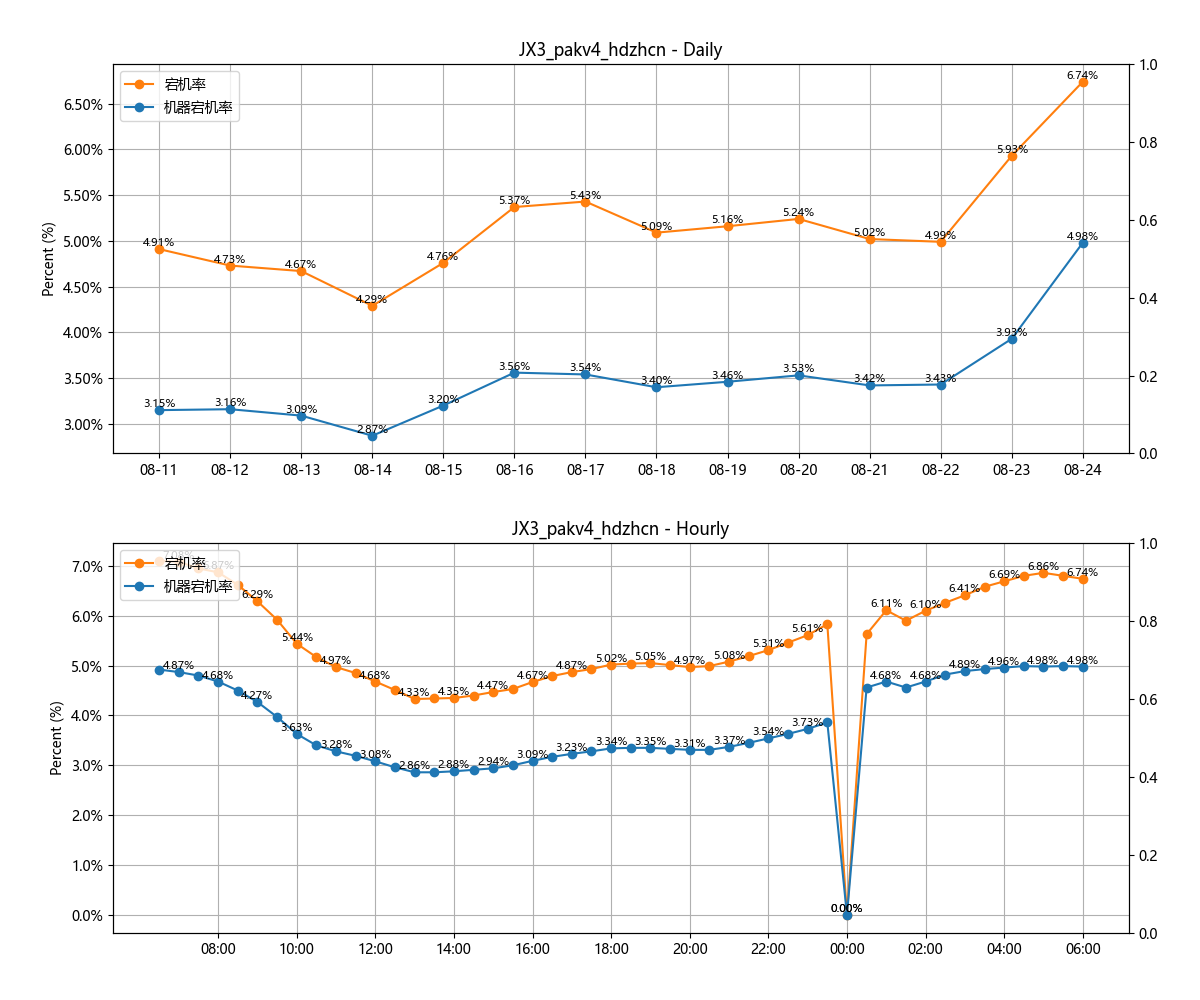 JX3_pakv4_hdzhcn - Daily
宕机率
机器宕机率
Percent (%)
6.50%
6.00%
5.50%
5.00%
4.50%
4.00%
3.50%
3.00%
4.91% 4.73% 4.67% 4.29% 4.76% 5.37% 5.43% 5.09% 5.16% 5.24% 5.02% 4.99% 5.93% 6.74%
3.15% 3.16% 3.09% 2.87% 3.20% 3.56% 3.54% 3.40% 3.46% 3.53% 3.42% 3.43% 3.93% 4.98%
1.0
0.8
0.6
0.4
0.2
0.0
08-11 08-12 08-13 08-14 08-15 08-16 08-17 08-18 08-19 08-20 08-21 08-22 08-23 08-24
JX3_pakv4_hdzhcn - Hourly
宕机率
机器宕机率
Percent (%)
7.0%
6.0%
5.0%
4.0%
3.0%
2.0%
1.0%
0.0%
7.08% 6.87% 6.29% 5.44% 4.97% 4.68% 4.33% 4.35% 4.47% 4.67% 4.87% 5.02% 5.05% 4.97% 5.08% 5.31% 5.61% 0.00% 6.11% 6.10% 6.41% 6.69% 6.86% 6.74%
4.87% 4.68% 4.27% 3.63% 3.28% 3.08% 2.86% 2.88% 2.94% 3.09% 3.23% 3.34% 3.35% 3.31% 3.37% 3.54% 3.73% 0.00% 4.68% 4.68% 4.89% 4.96% 4.98% 4.98%
1.0
0.8
0.6
0.4
0.2
0.0
08:00 10:00 12:00 14:00 16:00 18:00 20:00 22:00 00:00 02:00 04:00 06:00